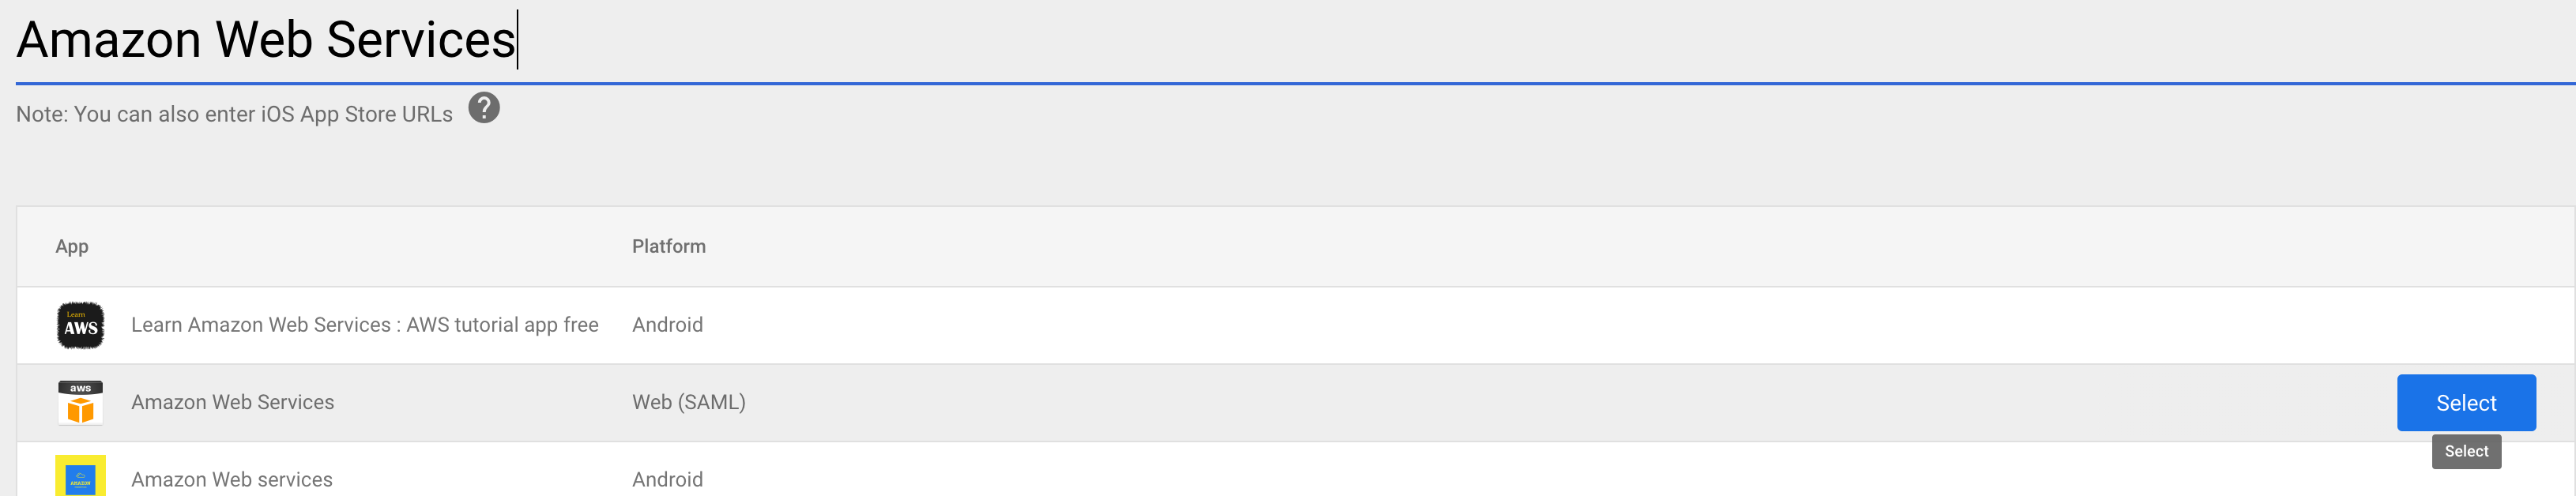 Amazon Web Services
Note: You can also enter iOS App Store URLs ?
App Platform
Learn AWS Learn Amazon Web Services : AWS tutorial app free Android
aws Amazon Web Services Web (SAML) Select
Select
AMAZON Amazon Web services Android